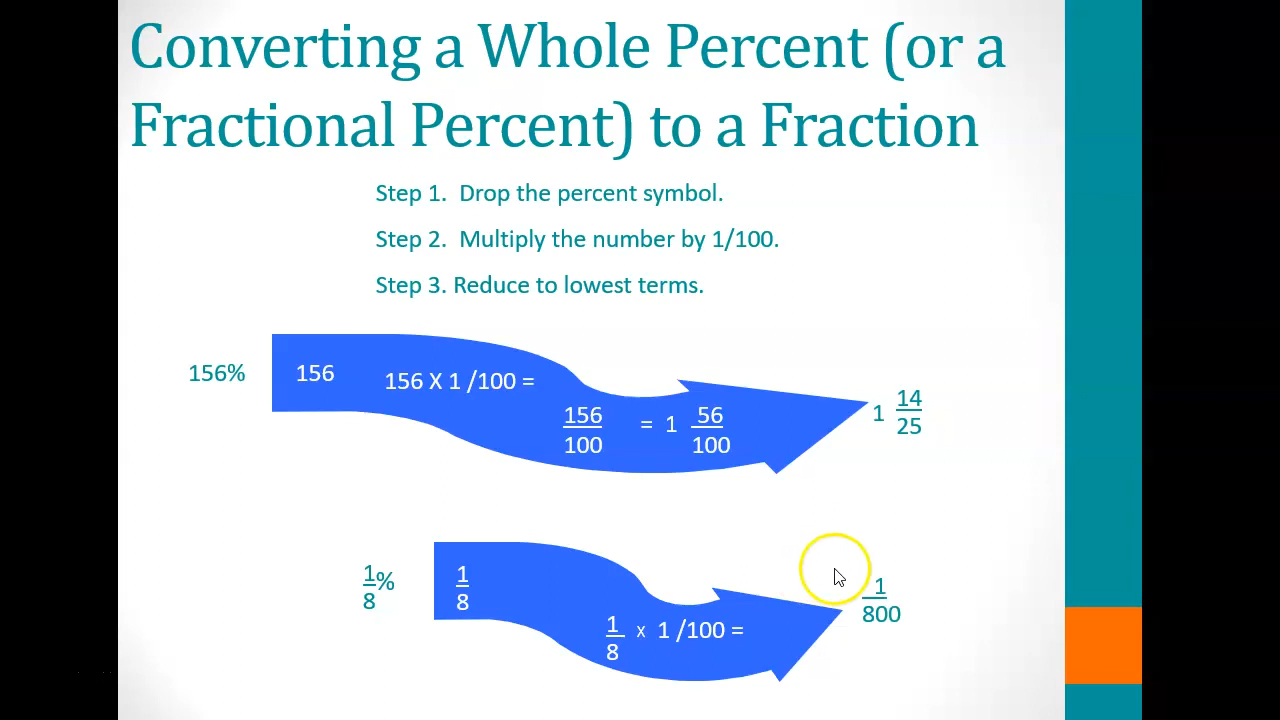 Converting a Whole Percent (or a
Fractional Percent) to a Fraction
Step 1.  Drop the percent symbol.
Step 2.  Multiply the number by 1/100.
Step 3. Reduce to lowest terms.
156%
156
156 X 1 /100 =
156
100
= 1
56
100
1
14
25
1
8
%
1
8
1
8
x 1 /100 =
1
800